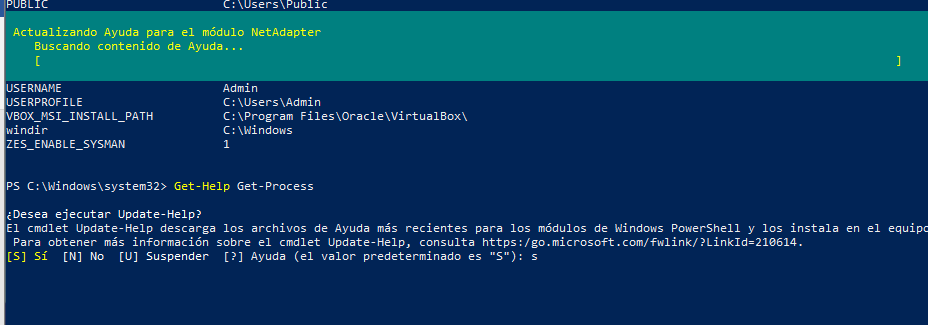 PUBLIC C:\Users\Public
Actualizando Ayuda para el módulo NetAdapter
Buscando contenido de Ayuda...
[ ]
USERNAME Admin
USERPROFILE C:\Users\Admin
VBOX_MSI_INSTALL_PATH C:\Program Files\Oracle\VirtualBox\
windir C:\Windows
ZES_ENABLE_SYSMAN 1
PS C:\Windows\system32> Get-Help Get-Process
¿Desea ejecutar Update-Help?
El cmdlet Update-Help descarga los archivos de Ayuda más recientes para los módulos de Windows PowerShell y los instala en el equipo
Para obtener más información sobre el cmdlet Update-Help, consulta https:/go.microsoft.com/fwlink/?LinkId=210614.
[S] Sí [N] No [U] Suspender [?] Ayuda (el valor predeterminado es "S"): s